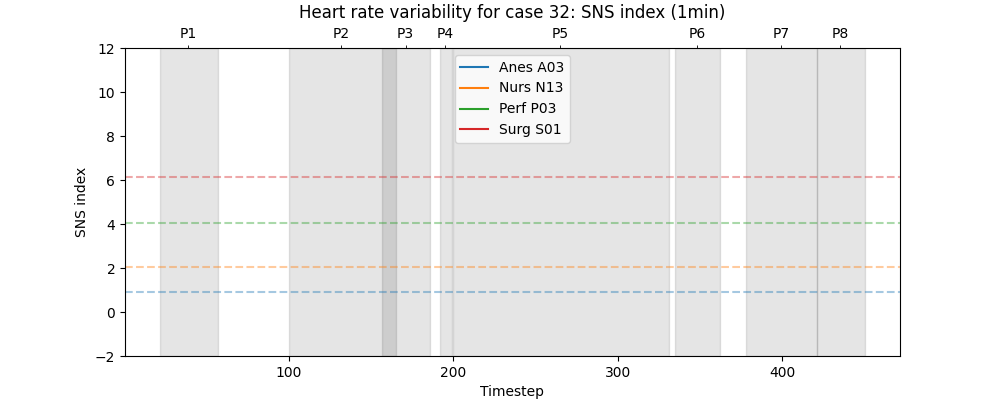 Heart rate variability for case 32: SNS index (1min)
P1 P2 P3 P4 P5 P6 P7 P8
12
10
8
6
4
2
0
−2
SNS index
Anes A03
Nurs N13
Perf P03
Surg S01
100 200 300 400
Timestep